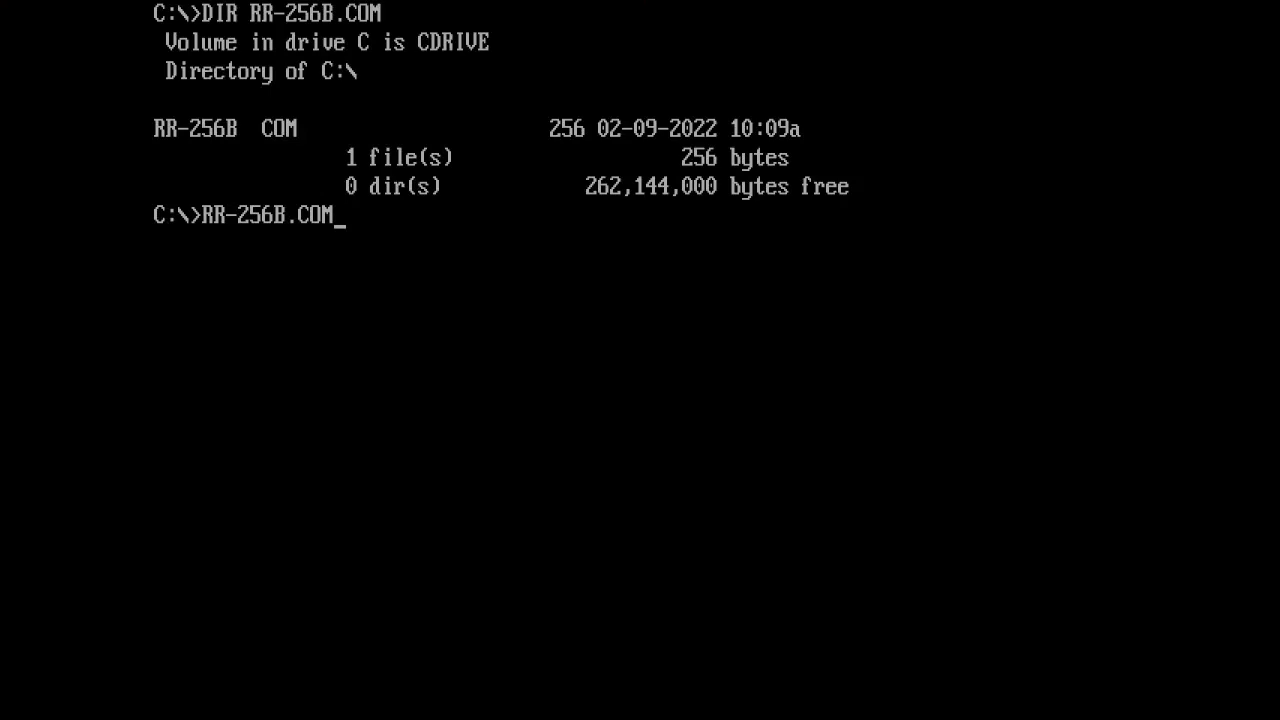 C:\>DIR RR-256B.COM
Volume in drive C is CDRIVE
Directory of C:\
RR-256B COM 256 02-09-2022 10:09a
1 file(s) 256 bytes
0 dir(s) 262,144,000 bytes free
C:\>RR-256B.COM_